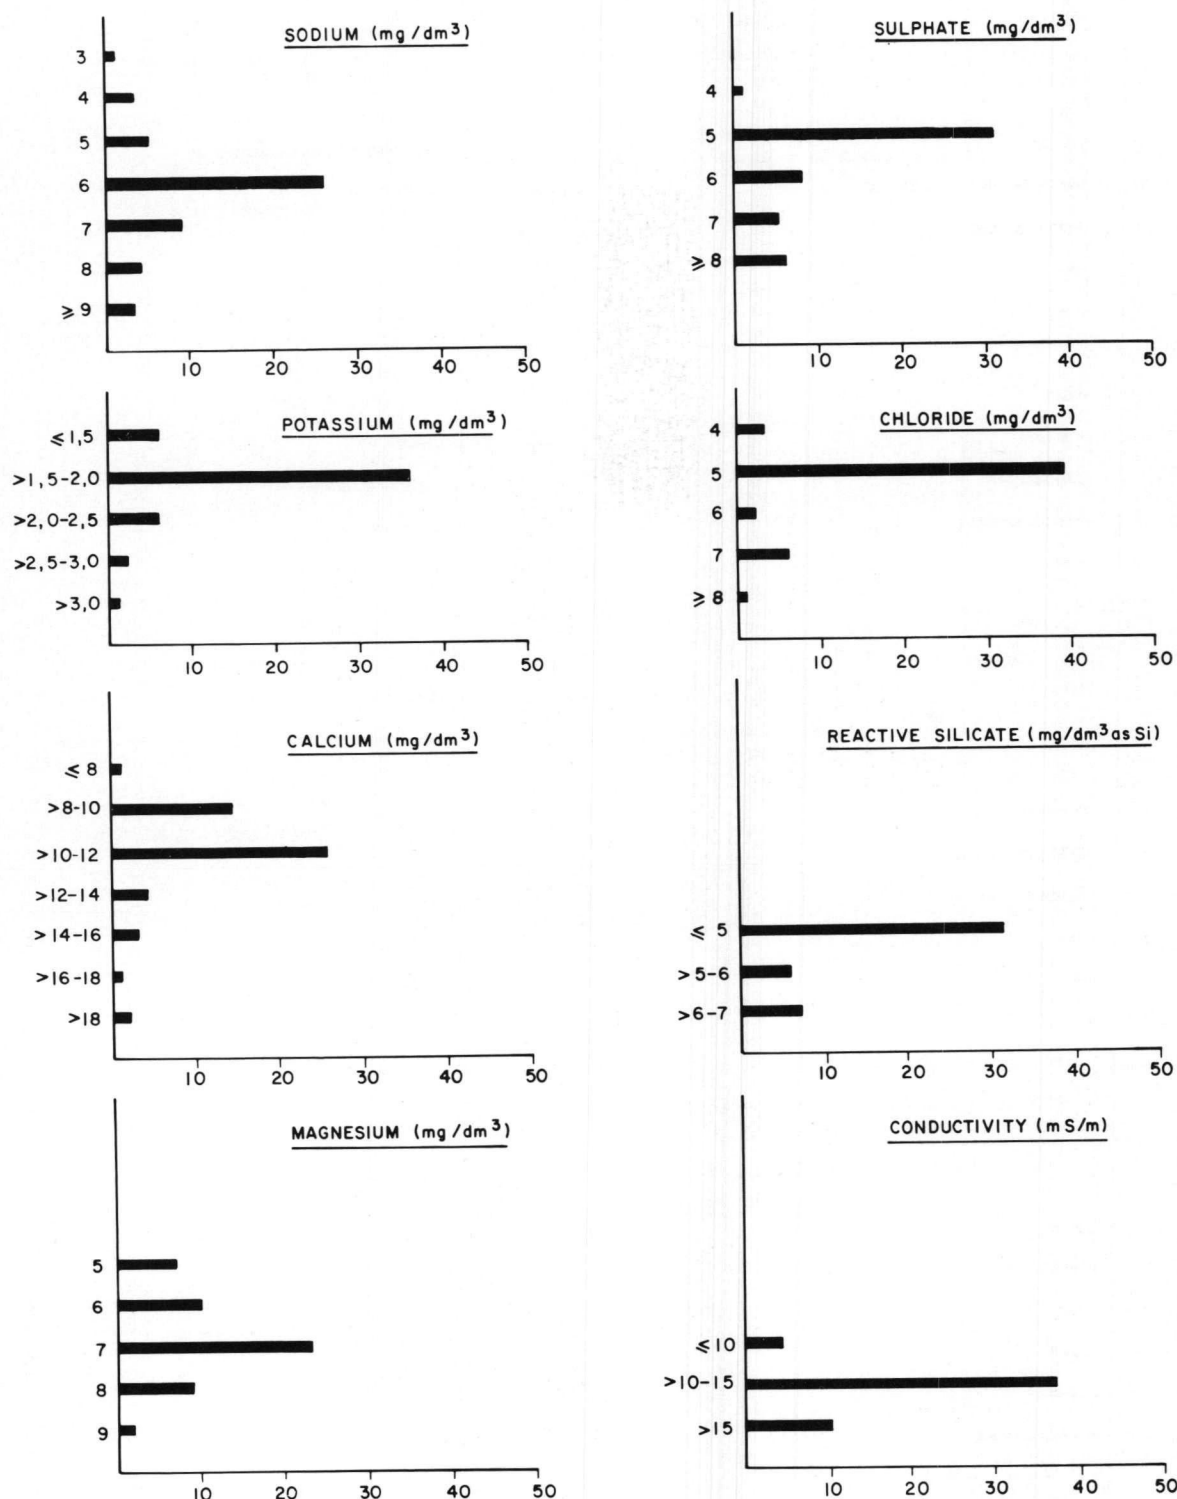 SODIUM (mg/dm³)
3
4
5
6
7
8
⩾ 9
10 20 30 40 50
POTASSIUM (mg/dm³)
⩽ 1,5
>1,5-2,0
>2,0-2,5
>2,5-3,0
>3,0
10 20 30 40 50
CALCIUM (mg/dm³)
⩽ 8
>8-10
>10-12
>12-14
>14-16
>16-18
>18
10 20 30 40 50
MAGNESIUM (mg/dm³)
5
6
7
8
9
10 20 30 40 50
SULPHATE (mg/dm³)
4
5
6
7
⩾ 8
10 20 30 40 50
CHLORIDE (mg/dm³)
4
5
6
7
⩾ 8
10 20 30 40 50
REACTIVE SILICATE (mg/dm³ as Si)
⩽ 5
>5-6
>6-7
10 20 30 40 50
CONDUCTIVITY (mS/m)
⩽ 10
>10-15
>15
10 20 30 40 50